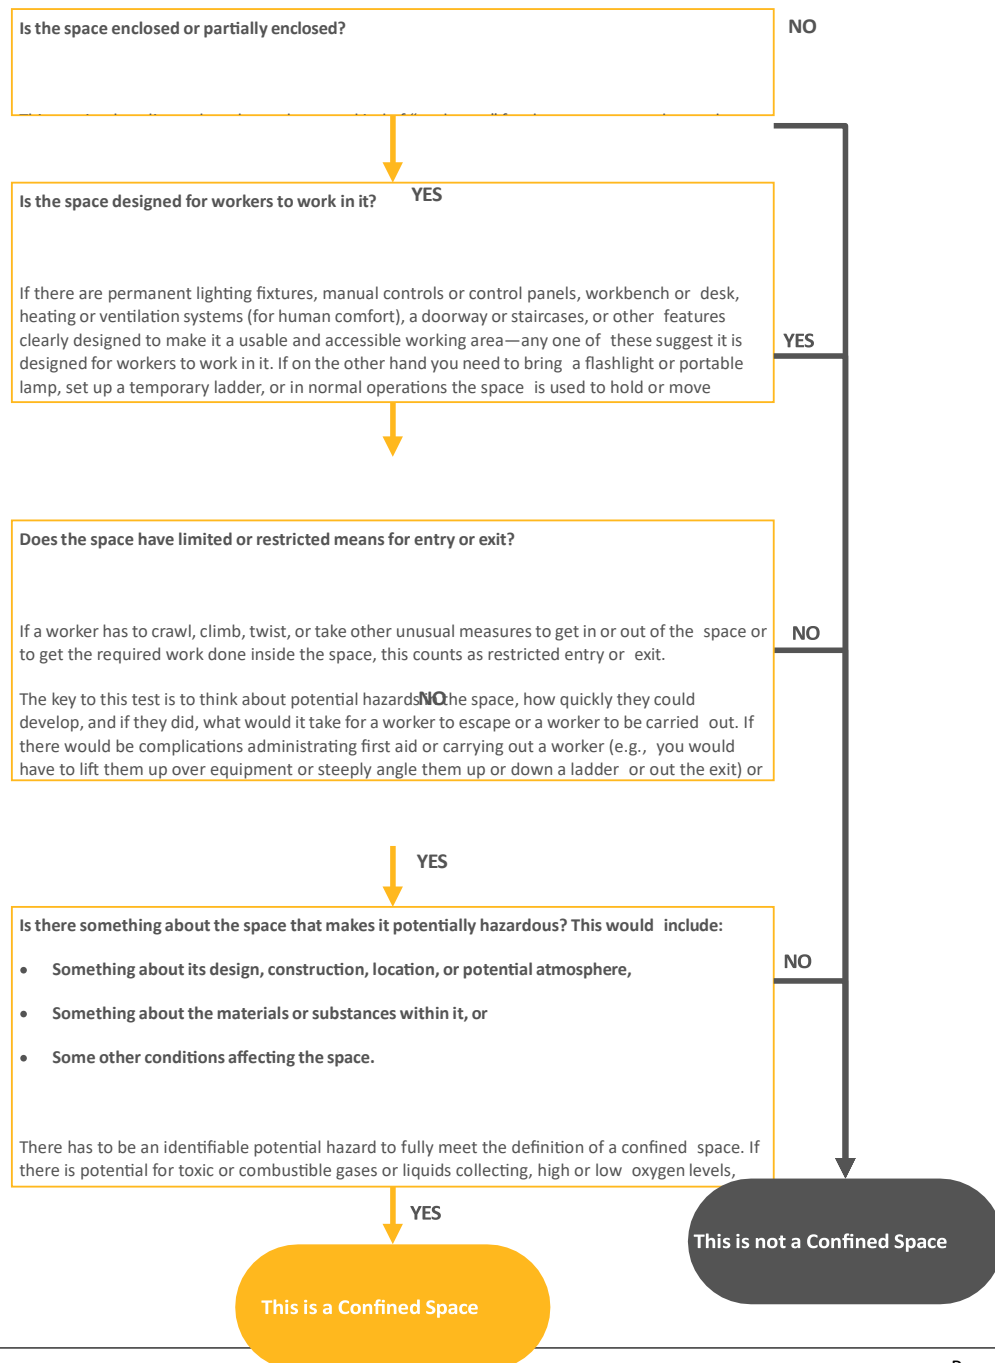 Is the space enclosed or partially enclosed?
NO
YES
Is the space designed for workers to work in it?
If there are permanent lighting fixtures, manual controls or control panels, workbench or desk,
heating or ventilation systems (for human comfort), a doorway or staircases, or other features
clearly designed to make it a usable and accessible working area—any one of these suggest it is
designed for workers to work in it. If on the other hand you need to bring a flashlight or portable
lamp, set up a temporary ladder, or in normal operations the space is used to hold or move
YES
Does the space have limited or restricted means for entry or exit?
If a worker has to crawl, climb, twist, or take other unusual measures to get in or out of the space or
to get the required work done inside the space, this counts as restricted entry or exit.
NO
The key to this test is to think about potential hazards in the space, how quickly they could
NO
develop, and if they did, what would it take for a worker to escape or a worker to be carried out. If
there would be complications administrating first aid or carrying out a worker (e.g., you would
have to lift them up over equipment or steeply angle them up or down a ladder or out the exit) or
YES
Is there something about the space that makes it potentially hazardous? This would include:
• Something about its design, construction, location, or potential atmosphere,
NO
• Something about the materials or substances within it, or
• Some other conditions affecting the space.
There has to be an identifiable potential hazard to fully meet the definition of a confined space. If
there is potential for toxic or combustible gases or liquids collecting, high or low oxygen levels,
YES
This is not a Confined Space
This is a Confined Space